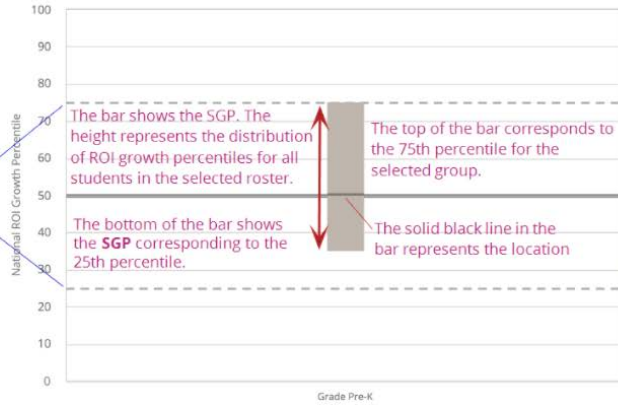 100
90
80
70
60
50
40
30
20
10
0
National ROI Growth Percentile
The bar shows the SGP. The
height represents the distribution
of ROI growth percentiles for all
students in the selected roster.
The top of the bar corresponds to
the 75th percentile for the
selected group.
The bottom of the bar shows
the SGP corresponding to the
25th percentile.
The solid black line in the
bar represents the location
Grade Pre-K